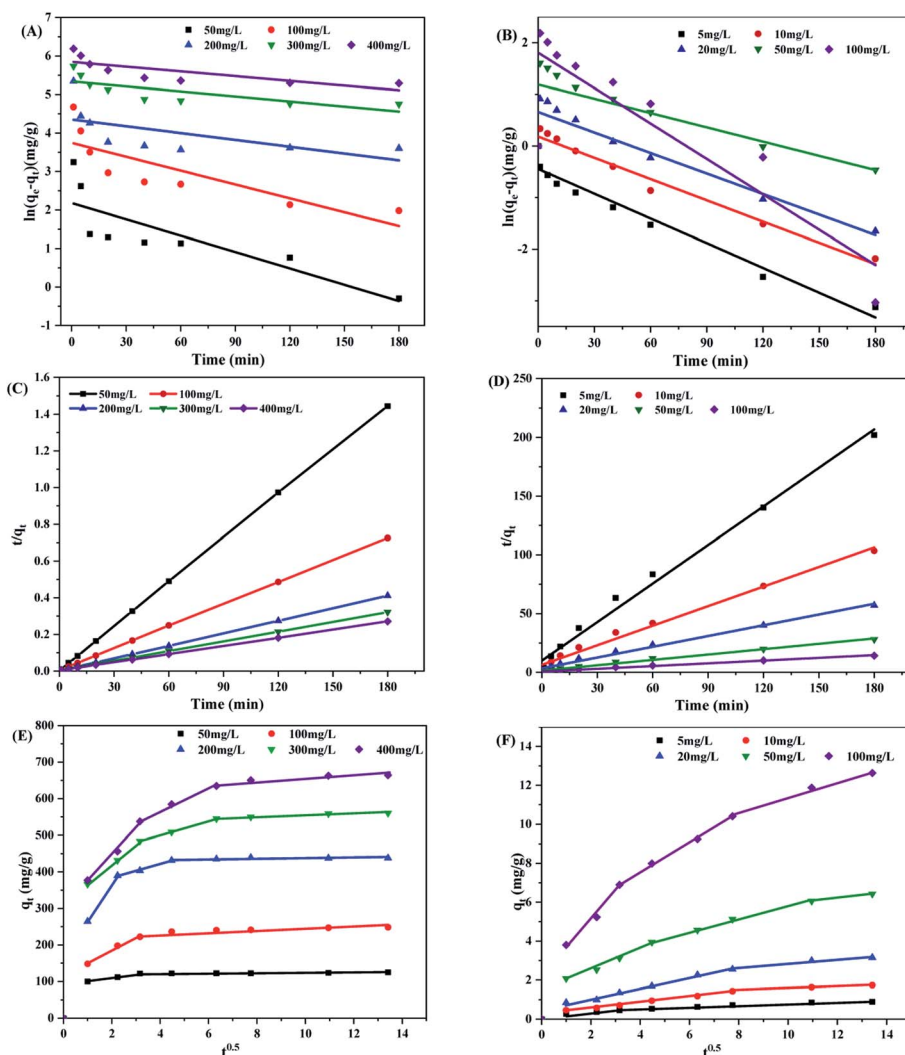 (A)
50mg/L 100mg/L
200mg/L 300mg/L 400mg/L
6
5
4
3
2
1
0
-1
ln(qe-qt)(mg/g)
0 30 60 90 120 150 180
Time (min)
(B)
5mg/L 10mg/L
20mg/L 50mg/L 100mg/L
2
0
-2
ln(qe-qt)(mg/g)
0 30 60 90 120 150 180
Time (min)
(C)
50mg/L 100mg/L
200mg/L 300mg/L 400mg/L
1.6
1.4
1.2
1.0
0.8
0.6
0.4
0.2
0.0
t/qt
0 30 60 90 120 150 180
Time (min)
(D)
5mg/L 10mg/L
20mg/L 50mg/L 100mg/L
250
200
150
100
50
0
t/qt
0 30 60 90 120 150 180
Time (min)
(E)
50mg/L 100mg/L
200mg/L 300mg/L 400mg/L
800
700
600
500
400
300
200
100
0
qt (mg/g)
0 2 4 6 8 10 12 14
t^0.5
(F)
5mg/L 10mg/L
20mg/L 50mg/L 100mg/L
14
12
10
8
6
4
2
0
qt (mg/g)
0 2 4 6 8 10 12 14
t^0.5